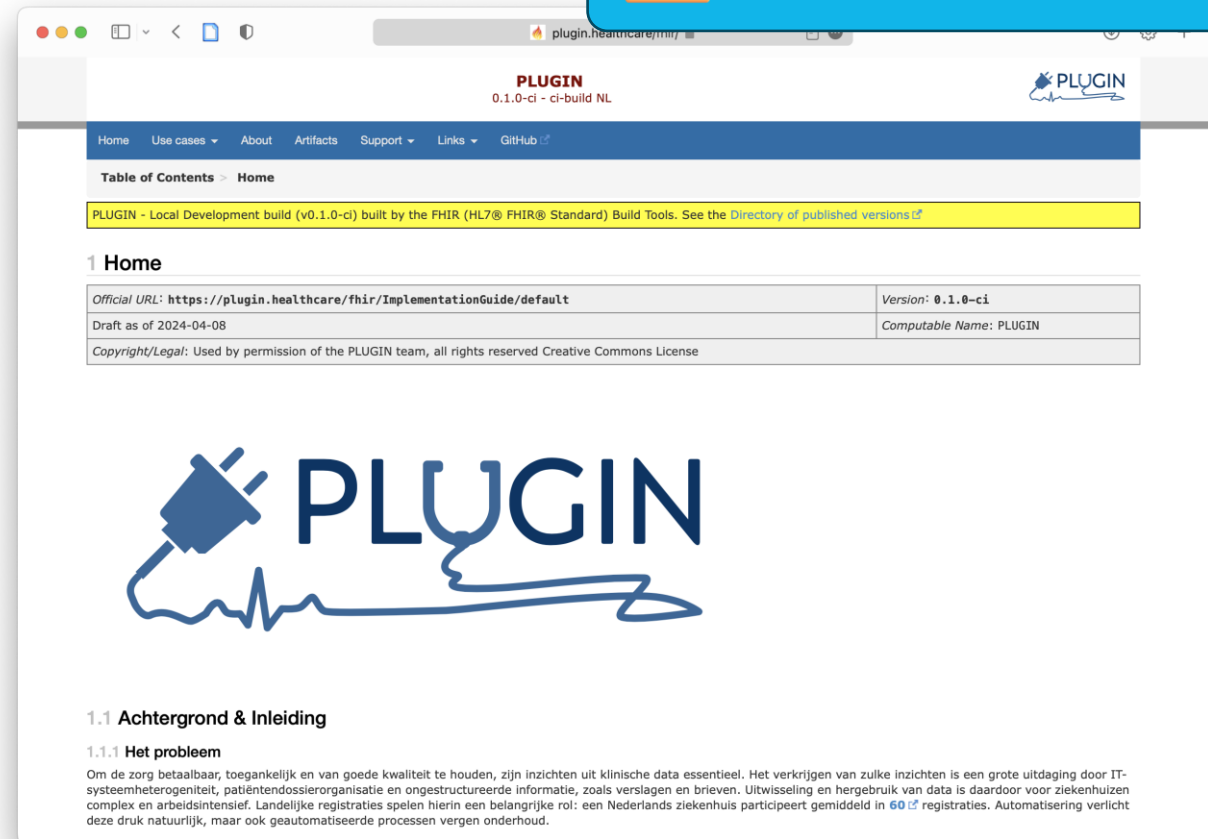 plugin.healthcare/fhir/
PLUGIN
0.1.0-ci - ci-build NL
PLUGIN
Home Use cases About Artifacts Support Links GitHub
Table of Contents > Home
PLUGIN - Local Development build (v0.1.0-ci) built by the FHIR (HL7® FHIR® Standard) Build Tools. See the Directory of published versions
1 Home
Official URL: https://plugin.healthcare/fhir/ImplementationGuide/default Version: 0.1.0-ci
Draft as of 2024-04-08 Computable Name: PLUGIN
Copyright/Legal: Used by permission of the PLUGIN team, all rights reserved Creative Commons License
PLUGIN
1.1 Achtergrond & Inleiding
1.1.1 Het probleem
Om de zorg betaalbaar, toegankelijk en van goede kwaliteit te houden, zijn inzichten uit klinische data essentieel. Het verkrijgen van zulke inzichten is een grote uitdaging door IT-
systeemheterogeniteit, patiëntendossierorganisatie en ongestructureerde informatie, zoals verslagen en brieven. Uitwisseling en hergebruik van data is daardoor voor ziekenhuizen
complex en arbeidsintensief. Landelijke registraties spelen hierin een belangrijke rol: een Nederlands ziekenhuis participeert gemiddeld in 60 registraties. Automatisering verlicht
deze druk natuurlijk, maar ook geautomatiseerde processen vergen onderhoud.